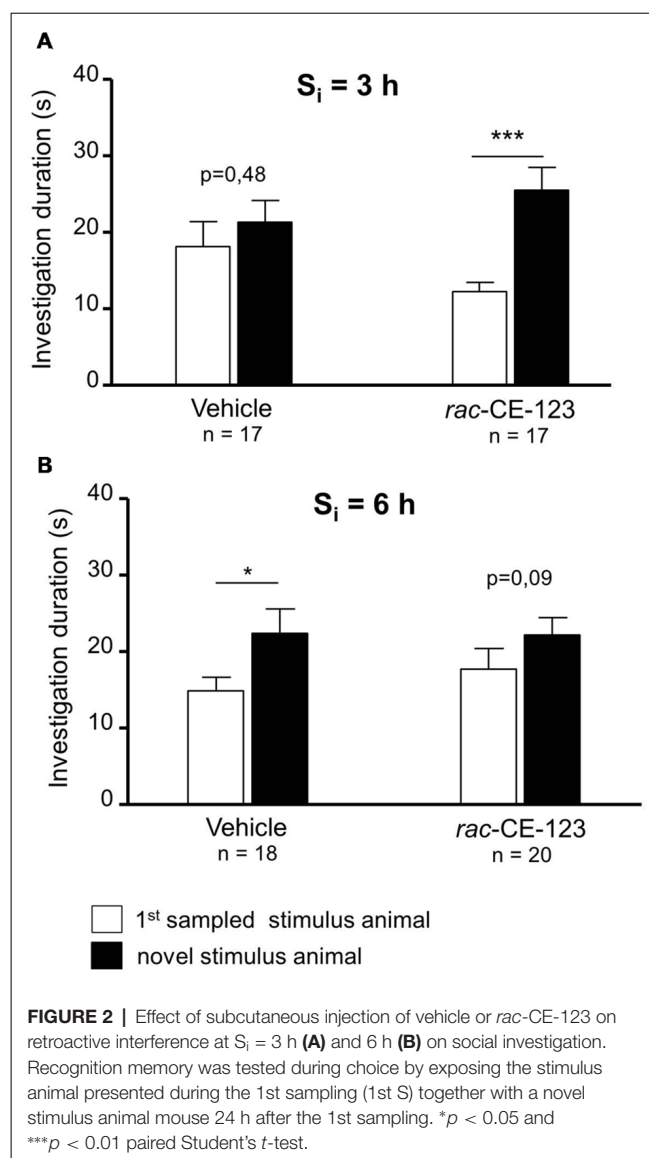 A
S_i = 3 h
Investigation duration (s)
40
30
20
10
0
p=0,48
***
Vehicle
n = 17
rac-CE-123
n = 17
B
S_i = 6 h
Investigation duration (s)
40
30
20
10
0
*
p=0,09
Vehicle
n = 18
rac-CE-123
n = 20
1st sampled stimulus animal
novel stimulus animal
FIGURE 2 | Effect of subcutaneous injection of vehicle or rac-CE-123 on
retroactive interference at S_i = 3 h (A) and 6 h (B) on social investigation.
Recognition memory was tested during choice by exposing the stimulus
animal presented during the 1st sampling (1st S) together with a novel
stimulus animal mouse 24 h after the 1st sampling. *p < 0.05 and
***p < 0.01 paired Student's t-test.